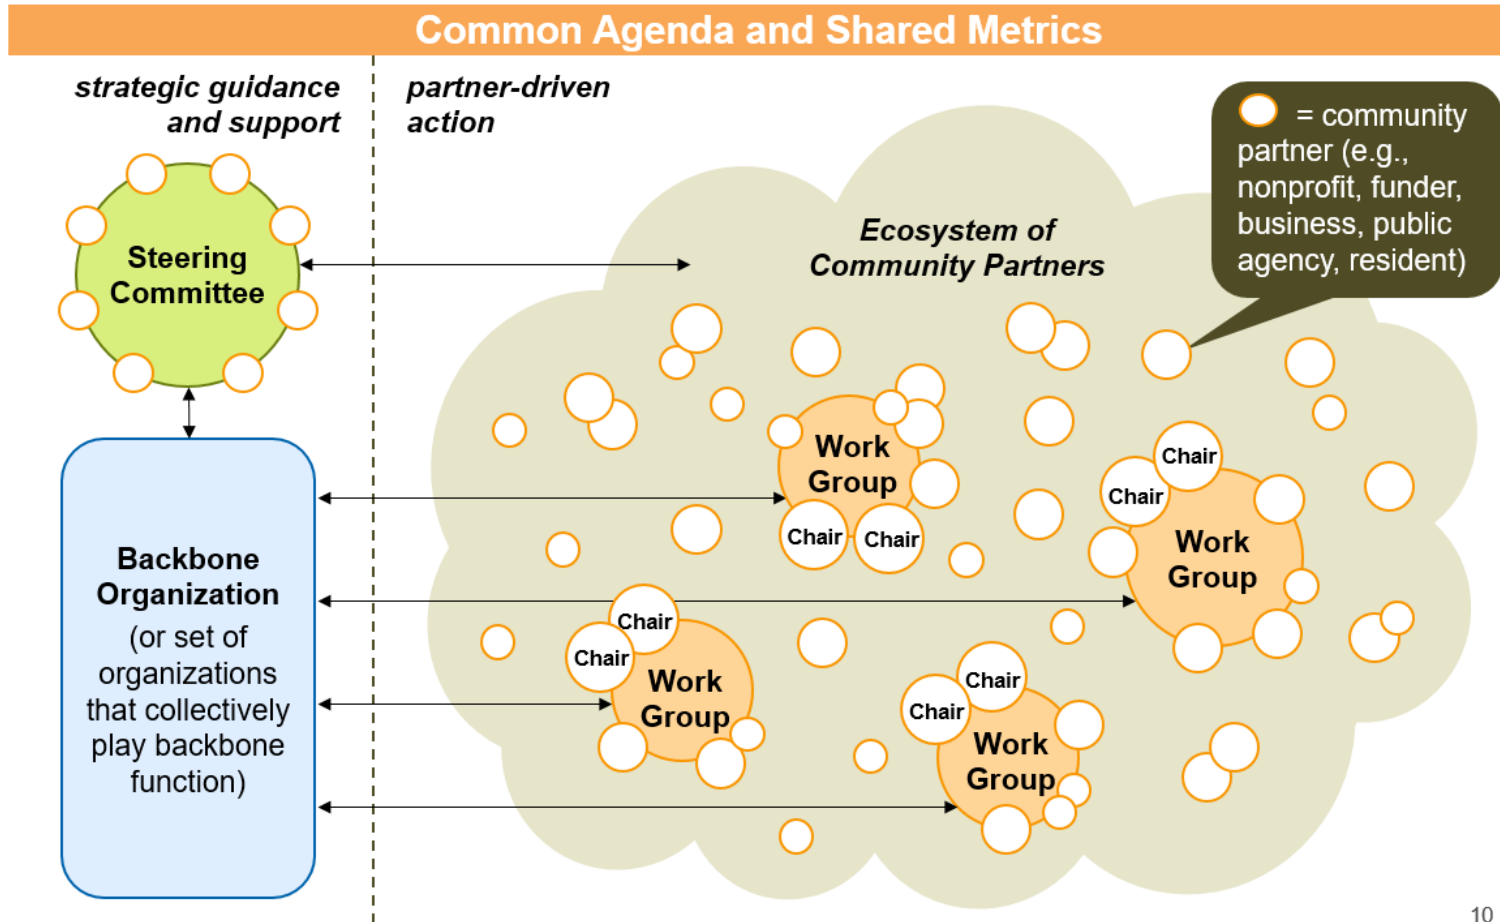 Common Agenda and Shared Metrics
strategic guidance
and support
partner-driven
action
= community
partner (e.g.,
nonprofit, funder,
business, public
agency, resident)
Steering
Committee
Ecosystem of
Community Partners
Backbone
Organization
(or set of
organizations
that collectively
play backbone
function)
Work
Group
Chair
Chair
Chair
Chair
Work
Group
Chair
Chair
Work
Group
Chair
Chair
Work
Group
10